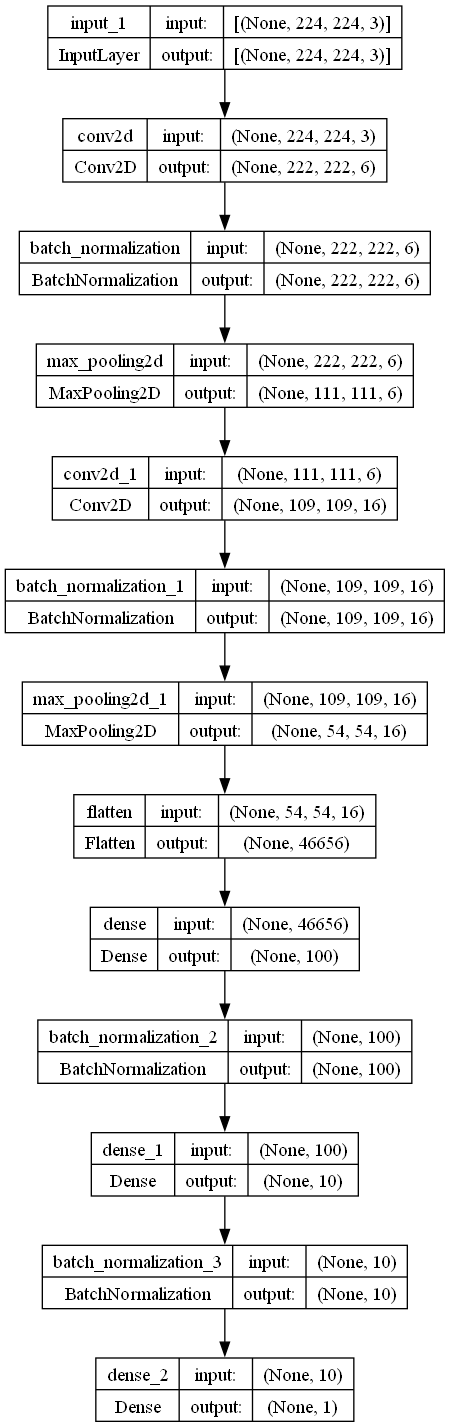 input_1 input: [(None, 224, 224, 3)]
InputLayer output: [(None, 224, 224, 3)]
conv2d input: (None, 224, 224, 3)
Conv2D output: (None, 222, 222, 6)
batch_normalization input: (None, 222, 222, 6)
BatchNormalization output: (None, 222, 222, 6)
max_pooling2d input: (None, 222, 222, 6)
MaxPooling2D output: (None, 111, 111, 6)
conv2d_1 input: (None, 111, 111, 6)
Conv2D output: (None, 109, 109, 16)
batch_normalization_1 input: (None, 109, 109, 16)
BatchNormalization output: (None, 109, 109, 16)
max_pooling2d_1 input: (None, 109, 109, 16)
MaxPooling2D output: (None, 54, 54, 16)
flatten input: (None, 54, 54, 16)
Flatten output: (None, 46656)
dense input: (None, 46656)
Dense output: (None, 100)
batch_normalization_2 input: (None, 100)
BatchNormalization output: (None, 100)
dense_1 input: (None, 100)
Dense output: (None, 10)
batch_normalization_3 input: (None, 10)
BatchNormalization output: (None, 10)
dense_2 input: (None, 10)
Dense output: (None, 1)